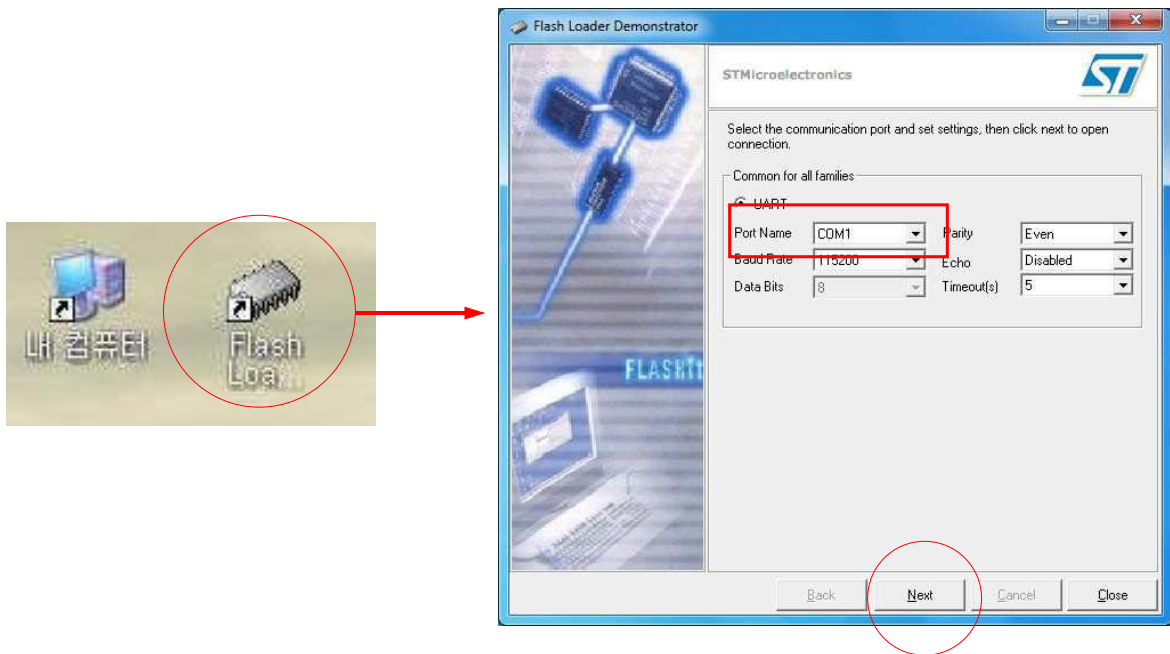 내 컴퓨터
Flash
Loa...
Flash Loader Demonstrator
STMicroelectronics
ST
Select the communication port and set settings, then click next to open
connection.
Common for all families
UART
Port Name COM1 Parity Even
Baud Rate 115200 Echo Disabled
Data Bits 8 Timeout(s) 5
FLASHIt
Back Next Cancel Close